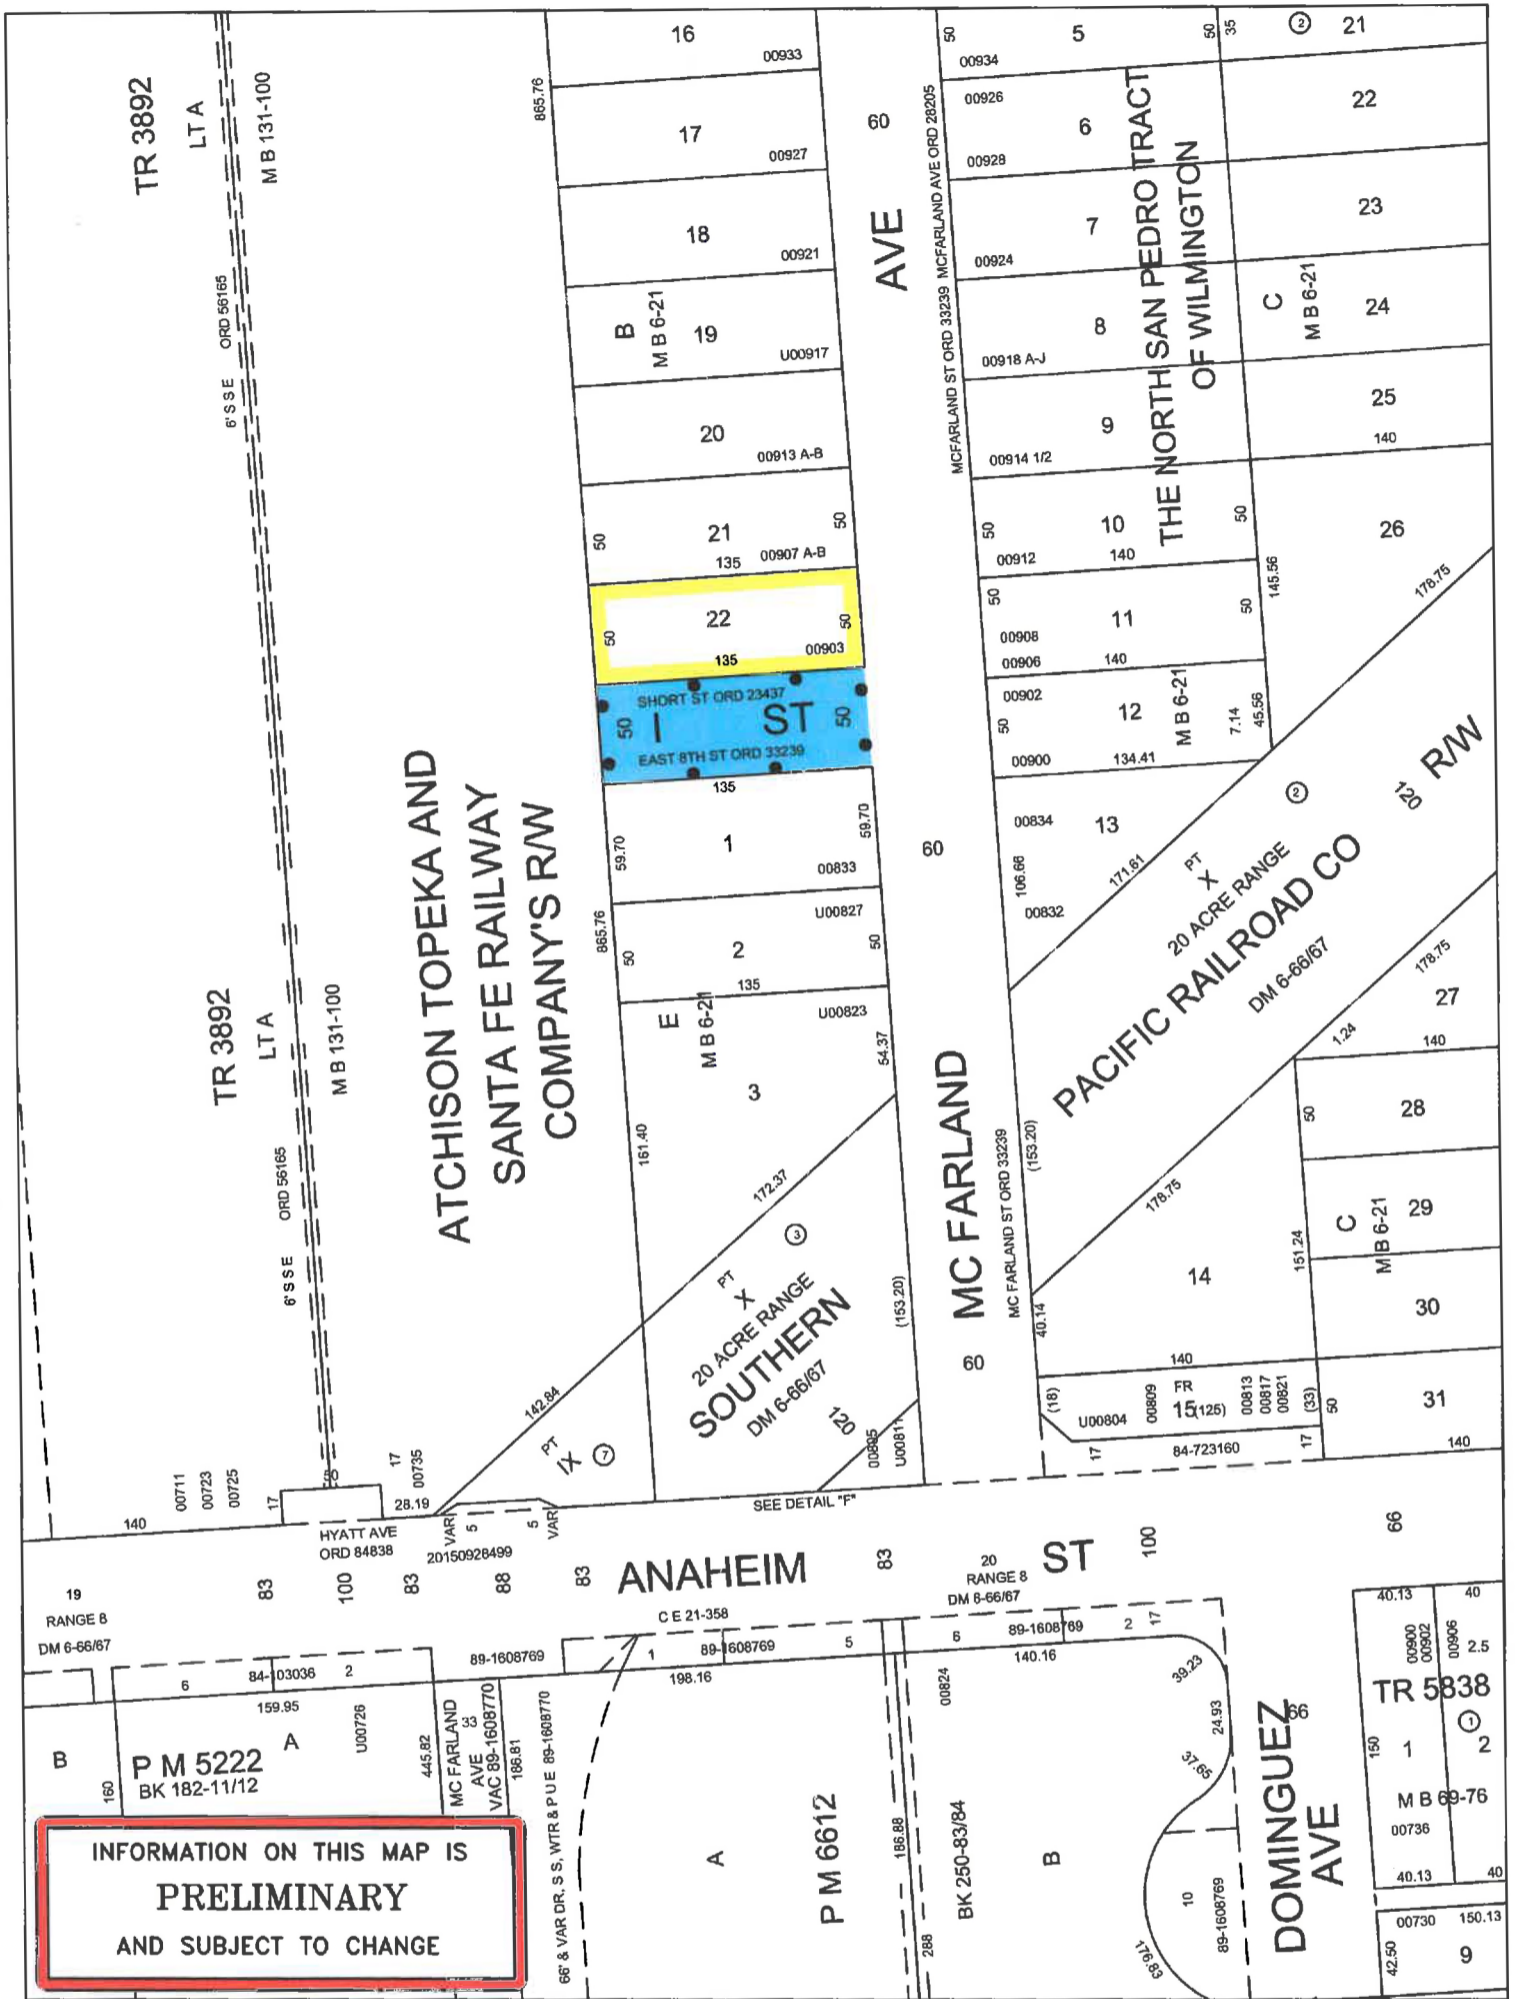 TR 3892
LT A
M B 131-100
6' S S E ORD 56165
TR 3892
LT A
M B 131-100
6' S S E ORD 56165
ATCHISON TOPEKA AND
SANTA FE RAILWAY
COMPANY'S R/W
865.76
16
00933
17
00927
18
00921
B
M B 6-21
19
U00917
20
00913 A-B
50
21
50
135
00907 A-B
50
22
50
135
00903
SHORT ST ORD 23437
50
I ST
50
EAST 8TH ST ORD 33239
135
59.70
1
59.70
00833
865.76
U00827
50
2
50
135
E
M B 6-21
U00823
54.37
3
161.40
172.37
3
PT
X
20 ACRE RANGE
SOUTHERN
DM 6-66/67
120
(153.20)
142.84
PT
IX
7
00805
U00811
60
AVE
MCFARLAND ST ORD 33239 MCFARLAND AVE ORD 28205
60
MC FARLAND
MC FARLAND ST ORD 33239
(153.20)
60
50
5
50
00934
00926
6
00928
7
00924
8
00918 A-J
9
00914 1/2
50
10
50
00912
140
50
11
50
00908
00906
140
00902
50
12
M B 6-21
7.14
45.56
00900
134.41
00834
13
106.66
00832
171.61
THE NORTH SAN PEDRO TRACT
OF WILMINGTON
35
2
21
22
23
C
M B 6-21
24
25
140
145.56
26
178.75
2
PT
X
20 ACRE RANGE
PACIFIC RAILROAD CO
R/W
120
DM 6-66/67
178.75
1.24
27
140
50
28
178.75
151.24
C
M B 6-21
29
14
30
40.14
140
(18)
U00804
00809
FR
15
(125)
00813
00817
00821
(33)
50
31
17
84-723160
17
140
00711
00723
00725
17
50
17
00735
140
28.19
HYATT AVE
ORD 84838
VAR
5
5
VAR
20150928499
SEE DETAIL "F"
19
RANGE 8
DM 6-66/67
83
100
83
88
83
ANAHEIM ST
83
20
RANGE 8
DM 6-66/67
100
66
C E 21-358
6
84-103036
2
159.95
89-1608769
1
89-1608769
5
198.16
6
89-1608769
2
17
140.16
39.23
24.93
37.65
B
160
P M 5222
BK 182-11/12
A
U00726
445.82
MC FARLAND
AVE
33
VAC 89-1608770
186.81
66' & VAR DR, S S, WTR & P U E 89-1608770
A
P M 6612
186.88
288
00824
BK 250-83/84
B
10
89-1608769
176.83
DOMINGUEZ
AVE
66
40.13
40
00900
00902
00906
2.5
TR 5838
1
150
1
2
M B 69-76
00736
40.13
40
00730
150.13
42.50
9
INFORMATION ON THIS MAP IS
PRELIMINARY
AND SUBJECT TO CHANGE